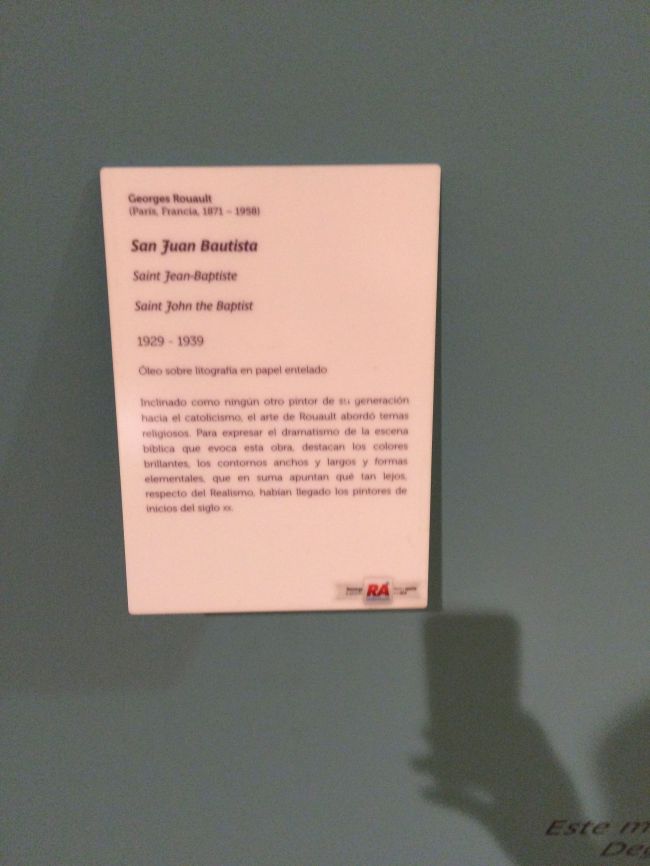 Georges Rouault
(París, Francia, 1871 – 1958)
San Juan Bautista
Saint Jean-Baptiste
Saint John the Baptist
1929 - 1939
Óleo sobre litografía en papel entelado
Inclinado como ningún otro pintor de su generación
hacia el catolicismo, el arte de Rouault abordó temas
religiosos. Para expresar el dramatismo de la escena
bíblica que evoca esta obra, destacan los colores
brillantes, los contornos anchos y largos y formas
elementales, que en suma apuntan qué tan lejos,
respecto del Realismo, habían llegado los pintores de
inicios del siglo xx.
RA
Este m
De